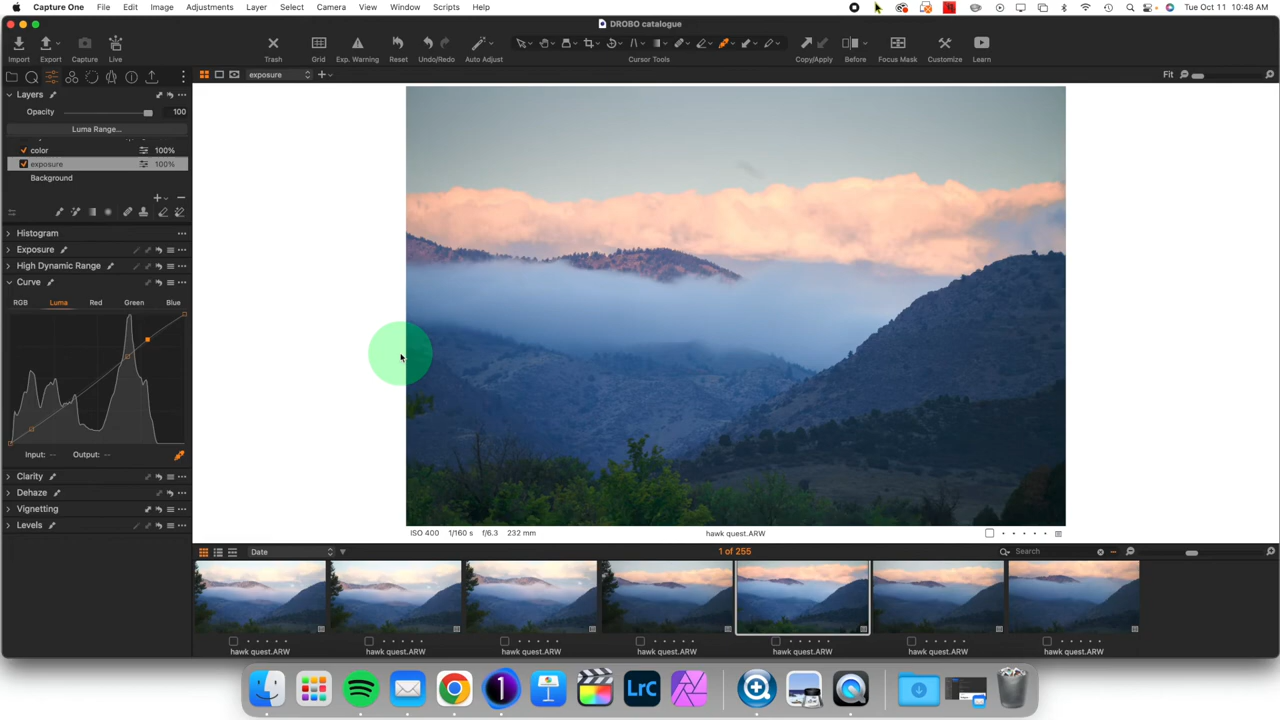 Capture One File Edit Image Adjustments Layer Select Camera View Window Scripts Help Tue Oct 11 10:48 AM
DROBO catalogue
Import Export Capture Live Trash Grid Exp. Warning Reset Undo/Redo Auto Adjust Cursor Tools Copy/Apply Before Focus Mask Customize Learn
exposure Fit
Layers
Opacity 100
Luma Range...
color 100%
exposure 100%
Background
Histogram
Exposure
High Dynamic Range
Curve
RGB Luma Red Green Blue
Input: -- Output: --
Clarity
Dehaze
Vignetting
Levels
ISO 400 1/160 s f/6.3 232 mm hawk quest.ARW
Date 1 of 255 Search
hawk quest.ARW hawk quest.ARW hawk quest.ARW hawk quest.ARW hawk quest.ARW hawk quest.ARW hawk quest.ARW
1 LrC